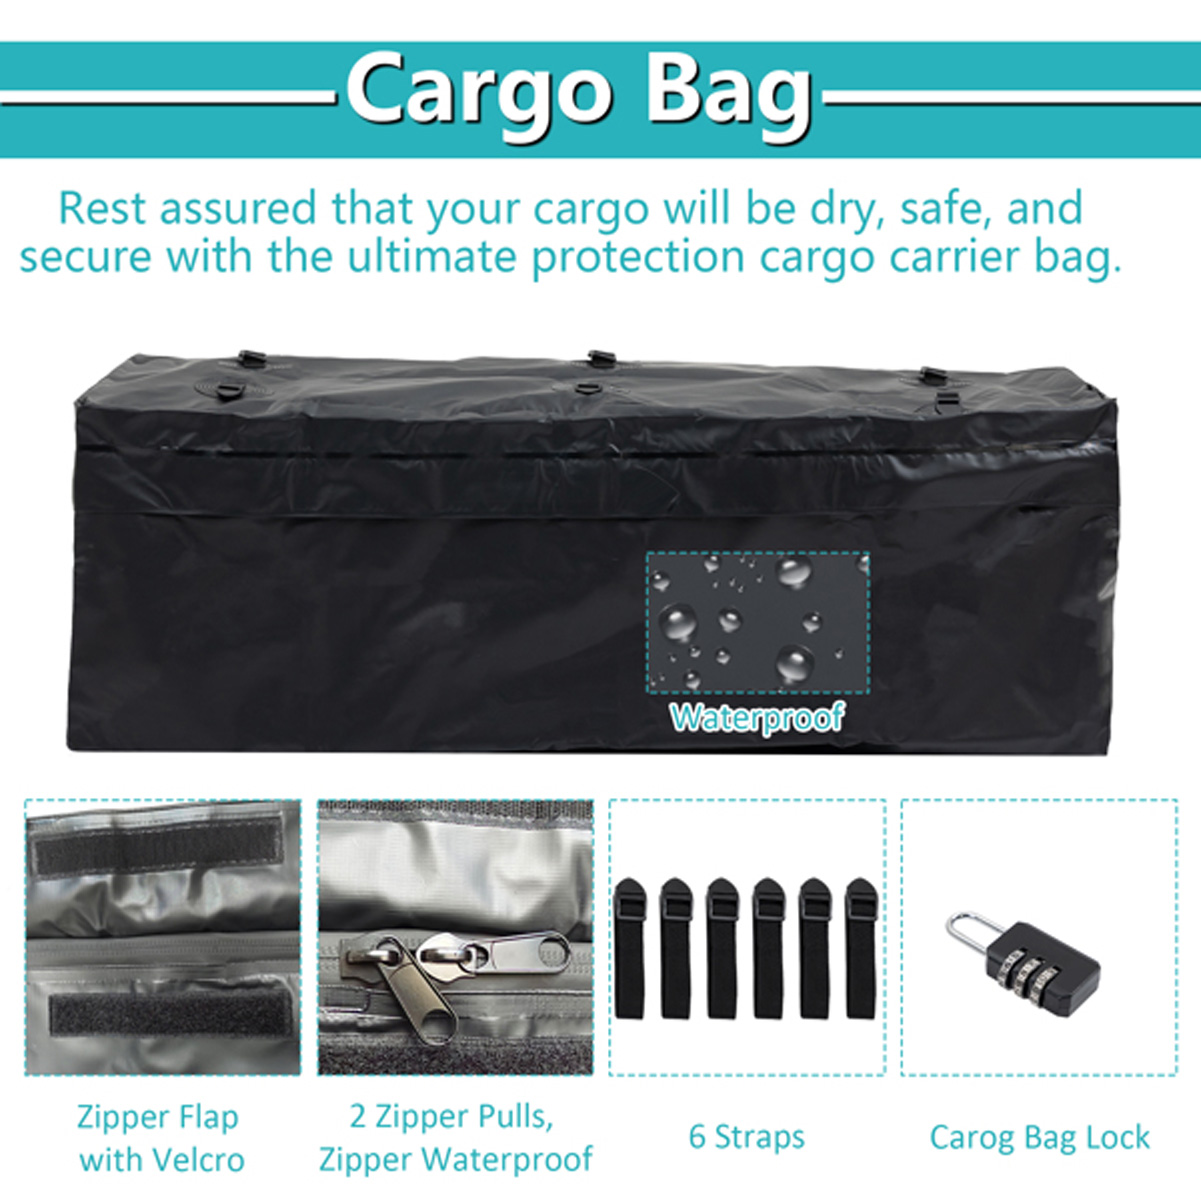 Cargo Bag
Rest assured that your cargo will be dry, safe, and
secure with the ultimate protection cargo carrier bag.
Waterproof
Zipper Flap
with Velcro
2 Zipper Pulls,
Zipper Waterproof
6 Straps
Carog Bag Lock